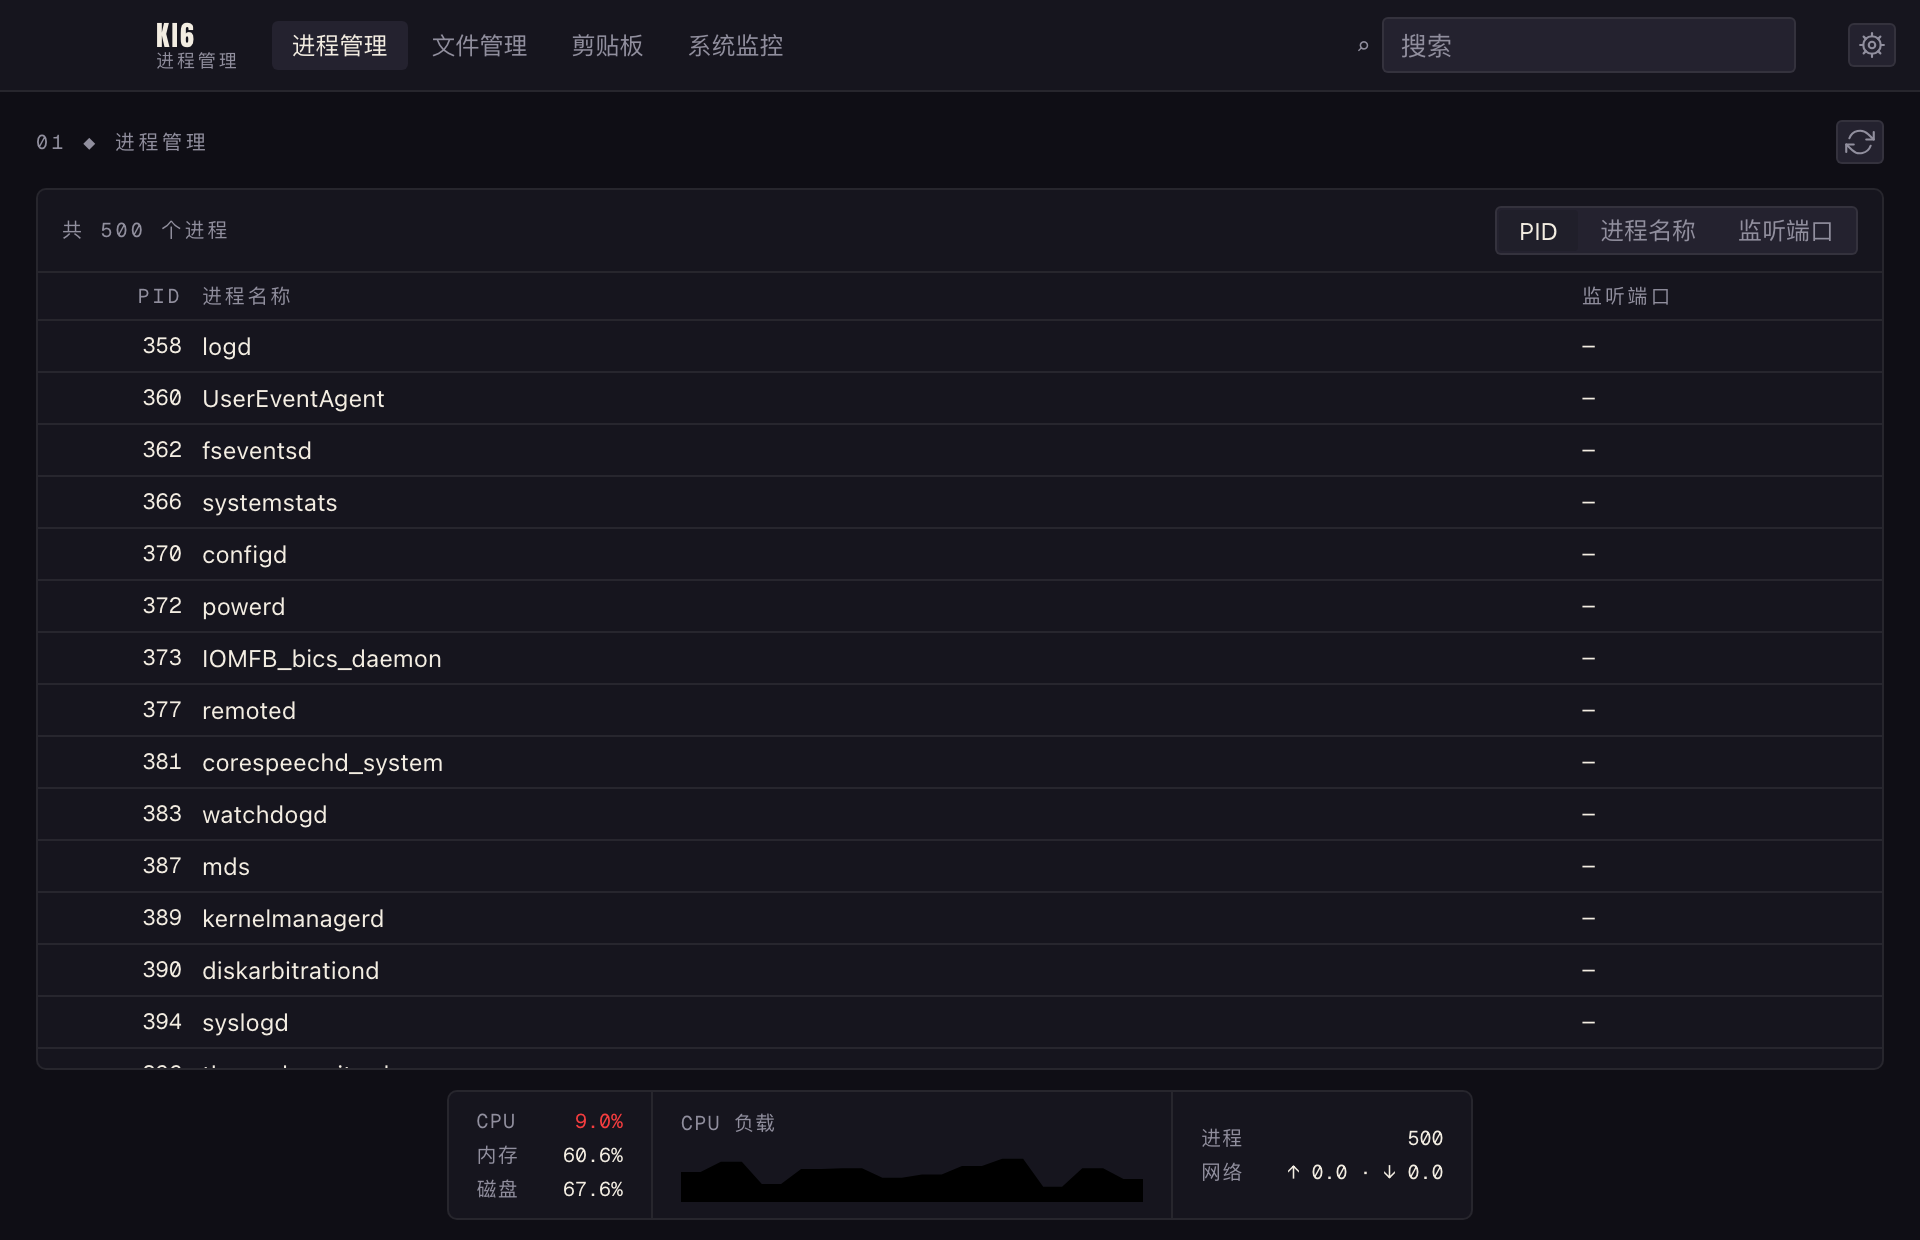 KI6
进程管理
进程管理 文件管理 剪贴板 系统监控
搜索
01 ◆ 进程管理
共 500 个进程
PID 进程名称 监听端口
PID 进程名称 监听端口
358 logd —
360 UserEventAgent —
362 fseventsd —
366 systemstats —
370 configd —
372 powerd —
373 IOMFB_bics_daemon —
377 remoted —
381 corespeechd_system —
383 watchdogd —
387 mds —
389 kernelmanagerd —
390 diskarbitrationd —
394 syslogd —
CPU 9.0%
内存 60.6%
磁盘 67.6%
CPU 负载
进程 500
网络 ↑ 0.0 · ↓ 0.0